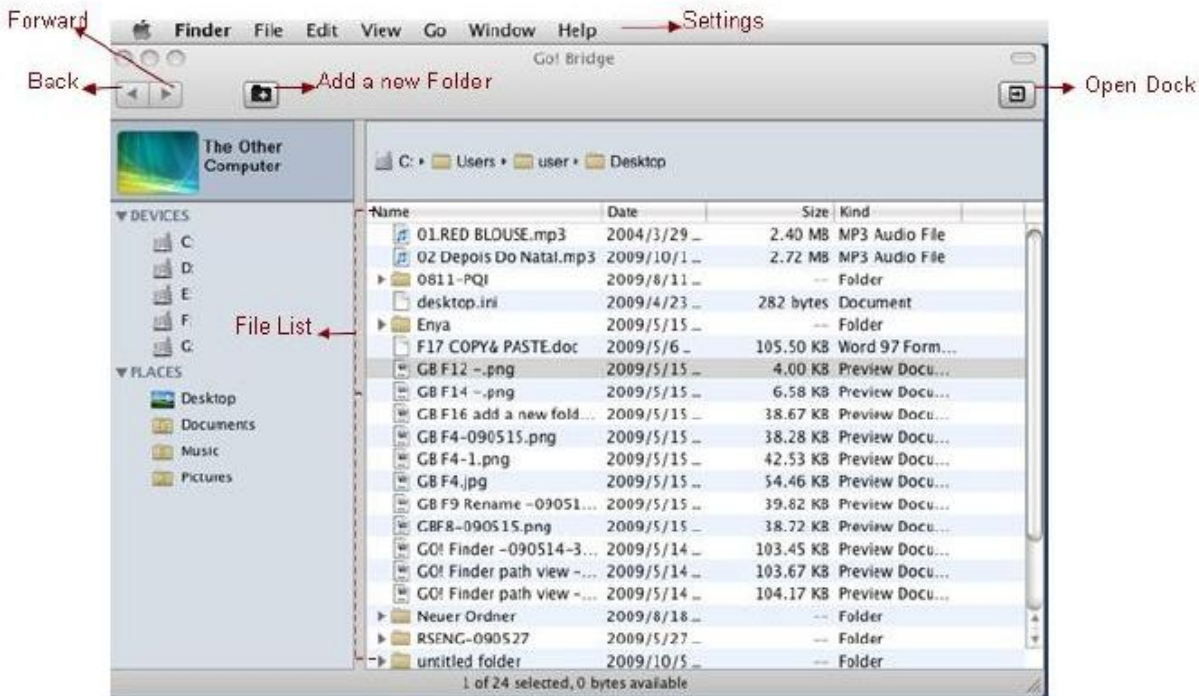 Forward
Finder File Edit View Go Window Help
Settings
Go! Bridge
Back
Add a new Folder
Open Dock
The Other
Computer
C: Users user Desktop
DEVICES
C:
D:
E:
F:
G:
PLACES
Desktop
Documents
Music
Pictures
File List
Name Date Size Kind
01.RED BLOUSE.mp3 2004/3/29 ... 2.40 MB MP3 Audio File
02 Depois Do Natal.mp3 2009/10/1 ... 2.72 MB MP3 Audio File
0811-PQI 2009/8/11 ... -- Folder
desktop.ini 2009/4/23 ... 282 bytes Document
Enya 2009/5/15 ... -- Folder
F17 COPY& PASTE.doc 2009/5/6 ... 105.50 KB Word 97 Form...
GB F12 -.png 2009/5/15 ... 4.00 KB Preview Docu...
GB F14 -.png 2009/5/15 ... 6.58 KB Preview Docu...
GB F16 add a new fold... 2009/5/15 ... 38.67 KB Preview Docu...
GB F4-090515.png 2009/5/15 ... 38.28 KB Preview Docu...
GB F4-1.png 2009/5/15 ... 42.53 KB Preview Docu...
GB F4.jpg 2009/5/15 ... 54.46 KB Preview Docu...
GB F9 Rename -09051... 2009/5/15 ... 39.82 KB Preview Docu...
GBF8-090515.png 2009/5/15 ... 38.72 KB Preview Docu...
GO! Finder -090514-3... 2009/5/14 ... 103.45 KB Preview Docu...
GO! Finder path view -... 2009/5/14 ... 103.67 KB Preview Docu...
GO! Finder path view -... 2009/5/14 ... 104.17 KB Preview Docu...
Neuer Ordner 2009/8/18 ... -- Folder
RSENG-090527 2009/5/27 ... -- Folder
untitled folder 2009/10/5 ... -- Folder
1 of 24 selected, 0 bytes available